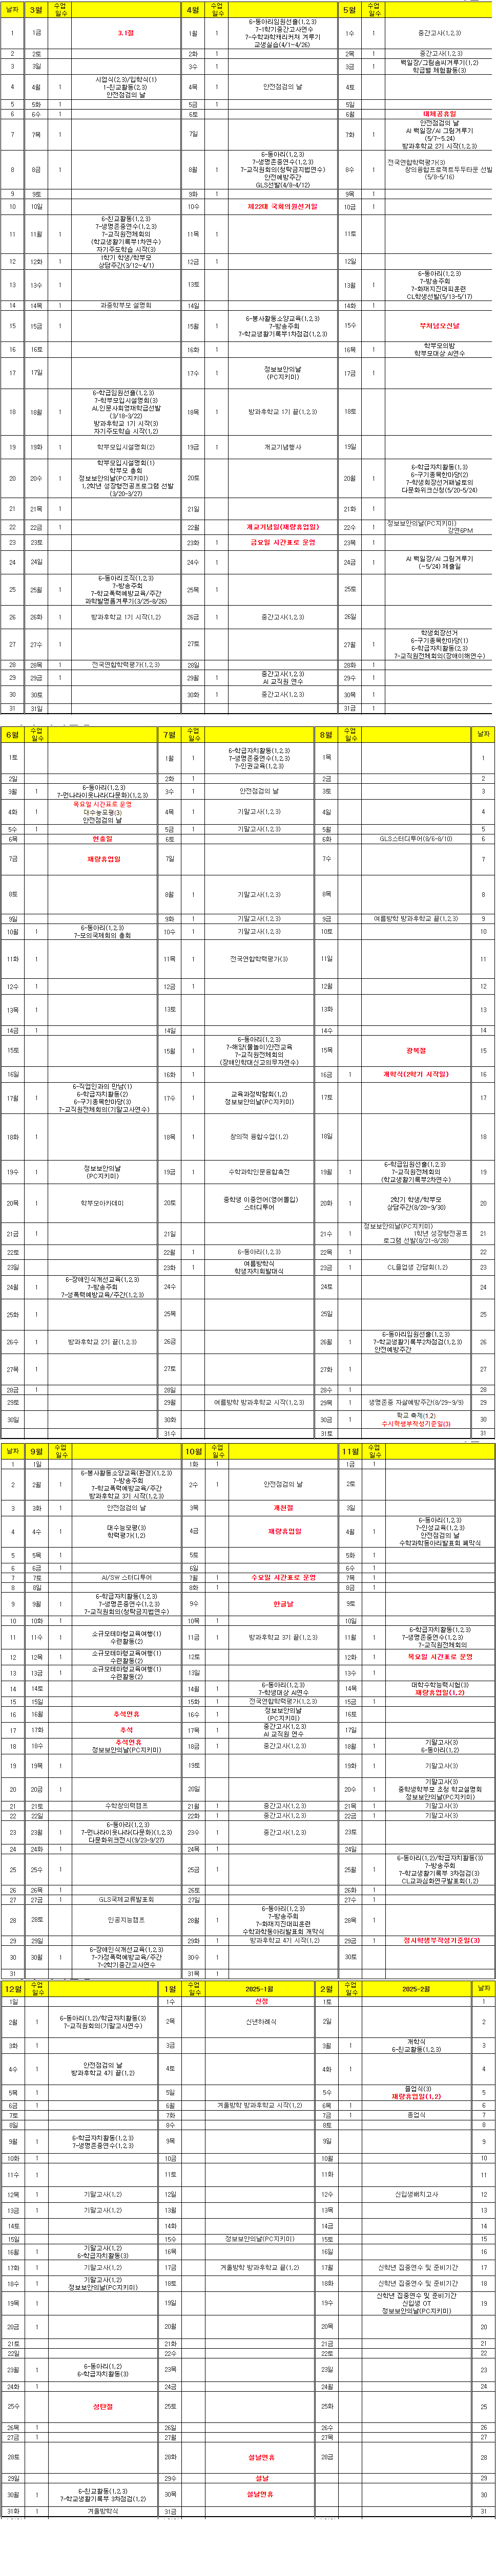 날짜 3월 수업일수 4월 수업일수 5월 수업일수
1 1금 3.1절 1월 1 6-동아리임원선출(1,2,3) 1수 1 중간고사(1,2,3)
7-1학기중간고사연수
7-수학과학캐리커쳐 겨루기
교생실습(4/1~4/26)
2 2토 2화 1 2목 1 중간고사(1,2,3)
3 3일 3수 1 3금 1 백일장/그림솜씨겨루기(1,2)
학급별 체험활동(3)
4 4월 1 시업식(2,3)/입학식(1) 4목 1 안전점검의 날 4토
1-친교활동(2,3)
안전점검의 날
5 5화 1 5금 1 5일
6 6수 1 6토 6월 대체공휴일
7 7목 1 7일 7화 1 안전점검의 날
AI 백일장/AI 그림겨루기
(5/7~5.24)
방과후학교 2기 시작(1,2,3)
8 8금 1 8월 1 6-동아리(1,2,3) 8수 1 전국연합학력평가(3)
7-생명존중연수(1,2,3) 창의융합프로젝트두두타운 선발
7-교직원회의(청탁금지법연수) (5/8~5/16)
안전예방주간
GLS선발(4/8~4/12)
9 9토 9화 1 9목 1
10 10일 10수 제22대 국회의원선거일 10금 1
11 11월 1 6-친교활동(1,2,3) 11목 1 11토
7-생명존중연수(1,2,3)
7-교직원전체회의
(학교생활기록부1차연수)
자기주도학습 시작(3)
12 12화 1 1학기 학생/학부모 12금 1 12일
상담주간(3/12~4/1)
13 13수 1 13토 13월 1 6-동아리(1,2,3)
7-방송주회
7-화재지진대피훈련
CL학생선발(5/13~5/17)
14 14목 1 과중학부모 설명회 14일 14화 1
15 15금 1 15월 1 6-봉사활동소양교육(1,2,3) 15수 부처님오신날
7-방송주회
7-학교생활기록부1차점검(1,2,3)
16 16토 16화 1 16목 1 학부모의밤
학부모대상 AI연수
17 17일 17수 1 정보보안의날 17금 1
(PC지키미)
18 18월 1 6-학급임원선출(1,2,3) 18목 1 방과후학교 1기 끝(1,2,3) 18토
7-학부모입시설명회(3)
AI,인문사회영재학급선발
(3/18~3/22)
방과후학교 1기 시작(3)
자기주도학습 시작(1,2)
19 19화 1 학부모입시설명회(2) 19금 1 개교기념행사 19일
20 20수 1 학부모입시설명회(1) 20토 20월 1 6-학급자치활동(1,3)
학부모 총회 6-구기종목한마당(2)
정보보안의날(PC지키미) 7-학생회장선거패널토의
1,2학년 성장형전공프로그램 선발 다문화위크신청(5/20~5/24)
(3/20~3/27)
21 21목 1 21일 21화 1
22 22금 1 22월 개교기념일(재량휴업일) 22수 1 정보보안의날(PC지키미)
강연6PM
23 23토 23화 1 금요일 시간표로 운영 23목 1
24 24일 24수 1 24금 1 AI 백일장/AI 그림겨루기
(~5/24) 제출일
25 25월 1 6-동아리조직(1,2,3) 25목 1 25토
7-방송주회
7-학교폭력예방교육/주간
과학발명품겨루기(3/25~8/26)
26 26화 1 방과후학교 1기 시작(1,2) 26금 1 중간고사(1,2,3) 26일
27 27수 1 27토 27월 1 학생회장선거
6-구기종목한마당(1)
6-학급자치활동(2,3)
7-교직원전체회의(장애이해연수)
28 28목 1 전국연합학력평가(1,2,3) 28일 28화 1
29 29금 1 29월 1 중간고사(1,2,3) 29수 1
AI 교직원 연수
30 30토 30화 1 중간고사(1,2,3) 30목 1
31 31일 31금 1
6월 수업일수 7월 수업일수 8월 수업일수 날짜
1토 1월 1 6-학급자치활동(1,2,3) 1목 1
7-생명존중연수(1,2,3)
7-인권교육(1,2,3)
2일 2화 1 2금 2
3월 1 6-동아리(1,2,3) 3수 1 안전점검의 날 3토 3
7-먼나라이웃나라(다문화)(1,2,3)
4화 1 목요일 시간표로 운영 4목 1 기말고사(1,2,3) 4일 4
대수능모평(3)
안전점검의 날
5수 1 5금 1 기말고사(1,2,3) 5월 5
6목 현충일 6토 6화 GLS스터디투어(8/6~8/10) 6
7금 재량휴업일 7일 7수 7
8토 8월 1 기말고사(1,2,3) 8목 8
9일 9화 1 기말고사(1,2,3) 9금 여름방학 방과후학교 끝(1,2,3) 9
10월 1 6-동아리(1,2,3) 10수 1 기말고사(1,2,3) 10토 10
7-모의국제회의 총회
11화 1 11목 1 전국연합학력평가(3) 11일 11
12수 1 12금 1 12월 12
13목 1 13토 13화 13
14금 1 14일 14수 14
15토 15월 1 6-동아리(1,2,3) 15목 광복절 15
7-해양(물놀이)안전교육
7-교직원전체회의
(장애인학대신고의무자연수)
16일 16화 1 16금 1 개학식(2학기 시작일) 16
17월 1 6-직업인과의 만남(1) 17수 1 교육과정박람회(1,2) 17토 17
6-학급자치활동(2) 정보보안의날(PC지키미)
6-구기종목한마당(3)
7-교직원전체회의(기말고사연수)
18화 1 18목 1 창의적 융합수업(1,2) 18일 18
19수 1 정보보안의날 19금 1 수학과학인문융합축전 19월 1 6-학급임원선출(1,2,3) 19
(PC지키미) 7-교직원전체회의
(학교생활기록부2차연수)
20목 1 학부모아카데미 20토 중학영 이중언어(영어몰입) 20화 1 2학기 학생/학부모 20
스터디투어 상담주간(8/20~9/30)
21금 1 21일 21수 1 정보보안의날(PC지키미) 21
1학년 성장형전공프
로그램 선발(8/21~8/28)
22토 22월 1 6-동아리(1,2,3) 22목 1 22
23일 23화 1 여름방학식 23금 1 CL졸업생 간담회(1,2) 23
학생자치회발대식
24월 1 6-장애인식개선교육(1,2,3) 24수 24토 24
7-방송주회
7-성폭력예방교육/주간(1,2,3)
25화 1 25목 25일 25
26수 1 방과후학교 2기 끝(1,2,3) 26금 26월 1 6-동아리임원선출(1,2,3) 26
7-학교생활기록부2차점검(1,2,3)
안전예방주간
27목 1 27토 27화 1 27
28금 1 28일 28수 1 28
29토 29월 여름방학 방과후학교 시작(1,2,3) 29목 1 생명존중 자살예방주간(8/29~9/9) 29
30일 30화 30금 1 학교 축제(1,2) 30
수시학생부작성기준일(3)
31수 31토 31
날짜 9월 수업일수 10월 수업일수 11월 수업일수
1 1일 1화 1 1금 1
2 2월 1 6-봉사활동소양교육(환경)(1,2,3) 2수 1 안전점검의 날 2토
7-방송주회
7-학교폭력예방교육/주간
방과후학교 3기 시작(1,2,3)
3 3화 1 안전점검의 날 3목 개천절 3일
4 4수 1 대수능모평(3) 4금 재량휴업일 4월 1 6-동아리(1,2,3)
학력평가(1,2) 7-인성교육(1,2,3)
안전점검의 날
수학과학동아리발표회 폐막식
5 5목 1 5토 5화 1
6 6금 1 6일 6수 1
7 7토 AI/SW 스터디투어 7월 1 수요일 시간표로 운영 7목 1
8 8일 8화 1 8금 1
9 9월 1 6-학급자치활동(1,2,3) 9수 한글날 9토
7-생명존중연수(1,2,3)
7-교직원회의(청탁금지법연수)
10 10화 1 10목 1 10일
11 11수 1 소규모테마형교육여행(1) 11금 1 방과후학교 3기 끝(1,2,3) 11월 1 6-학급자치활동(1,2,3)
수련활동(2) 7-생명존중연수(1,2,3)
7-교직원전체회의
12 12목 1 소규모테마형교육여행(1) 12토 12화 1 목요일 시간표로 운영
수련활동(2)
13 13금 1 소규모테마형교육여행(1) 13일 13수 1
수련활동(2)
14 14토 14월 1 6-동아리(1,2,3) 14목 대학수학능력시험(3)
7-학생대상 AI연수 재량휴업일(1,2)
15 15일 15화 1 전국연합학력평가(1,2,3) 15금 1
16 16월 추석연휴 16수 1 정보보안의날 16토
(PC지키미)
17 17화 추석 17목 1 중간고사(1,2,3) 17일
AI 교직원 연수
18 18수 추석연휴 18금 1 중간고사(1,2,3) 18월 1 기말고사(3)
정보보안의날(PC지키미) 6-동아리(1,2)
19 19목 1 19토 19화 1 기말고사(3)
20 20금 1 20일 20수 1 기말고사(3)
중학생학부모 초청 학교설명회
정보보안의날(PC지키미)
21 21토 수학창의력캠프 21월 1 중간고사(1,2,3) 21목 1 기말고사(3)
22 22일 22화 1 중간고사(1,2,3) 22금 1 기말고사(3)
23 23월 1 6-동아리(1,2,3) 23수 1 중간고사(1,2,3) 23토
7-먼나라이웃나라(다문화)(1,2,3)
다문화위크전시(9/23~9/27)
24 24화 1 24목 1 24일
25 25수 1 25금 1 25월 1 6-동아리(1,2)/학급자치활동(3)
7-방송주회
7-학교생활기록부 3차점검(3)
CL교과심화연구발표회(1,2)
26 26목 1 26토 26화 1
27 27금 1 GLS국제교류발표회 27일 27수 1
28 28토 인공지능캠프 28월 1 6-동아리(1,2,3) 28목 1
7-방송주회
7-화재지진대피훈련
수학과학동아리발표회 개막식
29 29일 29화 1 방과후학교 4기 시작(1,2) 29금 1 정시학생부작성기준일(3)
30 30월 1 6-장애인식개선교육(1,2,3) 30수 1 30토
7-가정폭력예방교육/주간
7-2학기중간고사연수
31 31목 1
12월 수업일수 1월 수업일수 2025-1월 2월 수업일수 2025-2월 날짜
1일 1수 신정 1토 1
2월 1 6-동아리(1,2)/학급자치활동(3) 2목 신년하례식 2일 2
7-교직원회의(기말고사연수)
3화 1 3금 3월 1 개학식 3
6-친교활동(1,2,3)
4수 1 안전점검의 날 4토 4화 1 4
방과후학교 4기 끝(1,2)
5목 1 5일 5수 졸업식(3) 5
재량휴업일(1,2)
6금 1 6월 겨울방학 방과후학교 시작(1,2) 6목 1 6
7토 7화 7금 1 종업식 7
8일 8수 8토 8
9월 1 6-학급자치활동(1,2,3) 9목 9일 9
7-생명존중연수(1,2,3)
10화 1 10금 10월 10
11수 1 11토 11화 11
12목 1 기말고사(1,2) 12일 12수 신입생배치고사 12
13금 1 기말고사(1,2) 13월 13목 13
14토 14화 14금 14
15일 15수 정보보안의날(PC지키미) 15토 15
16월 1 기말고사(1,2) 16목 16일 16
6-학급자치활동(3)
17화 1 기말고사(1,2) 17금 겨울방학 방과후학교 끝(1,2) 17월 신학년 집중연수 및 준비기간 17
18수 1 기말고사(1,2) 18토 18화 신학년 집중연수 및 준비기간 18
정보보안의날(PC지키미)
19목 1 19일 19수 신학년 집중연수 및 준비기간 19
신입생 OT
정보보안의날(PC지키미)
20금 1 20월 20목 20
21토 21화 21금 21
22일 22수 22토 22
23월 1 6-동아리(1,2) 23목 23일 23
6-학급자치활동(3)
24화 1 24금 24월 24
25수 성탄절 25토 25화 25
26목 1 26일 26수 26
27금 1 27월 27목 27
28토 28화 설날연휴 28금 28
29일 29수 설날 29
30월 1 6-친교활동(1,2,3) 30목 설날연휴 30
7-학교생활기록부 3차점검(1,2)
31화 1 겨울방학식 31금 31